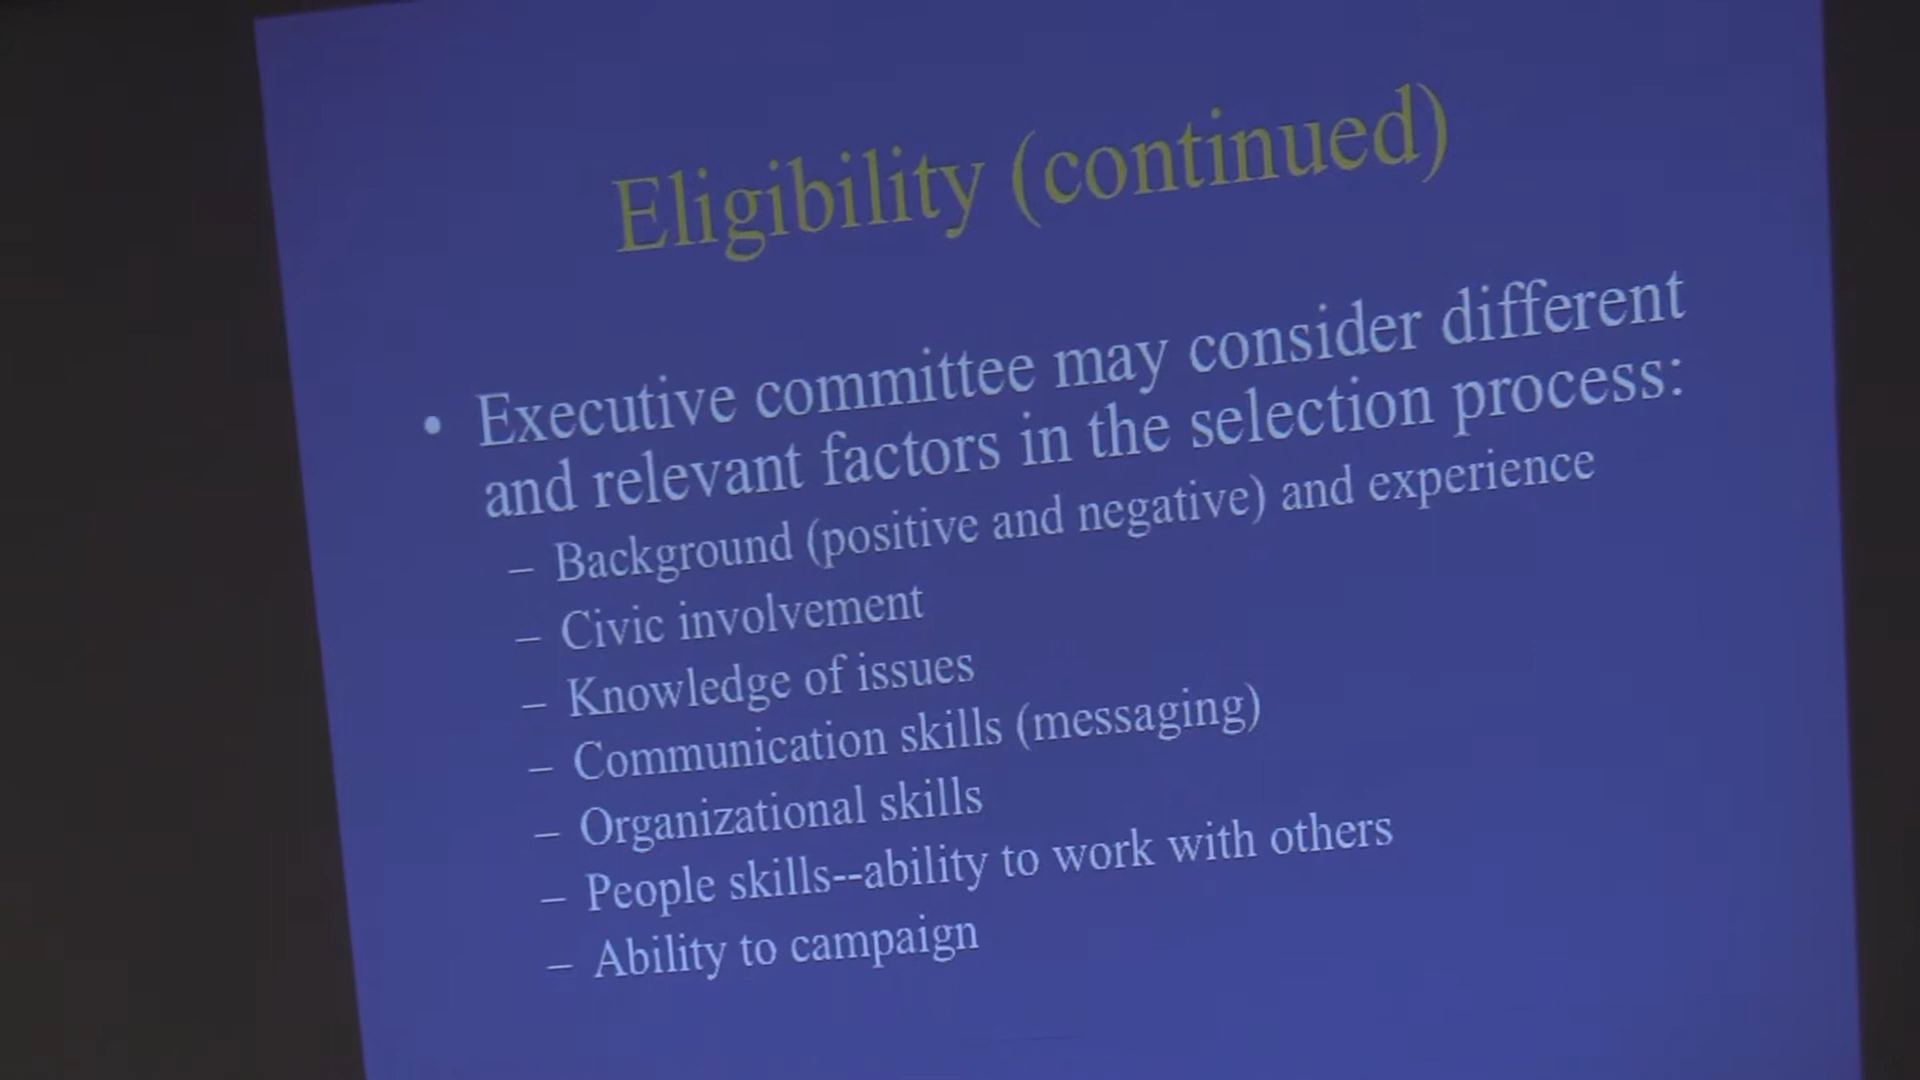 Eligibility (continued)
• Executive committee may consider different
and relevant factors in the selection process:
– Background (positive and negative) and experience
– Civic involvement
– Knowledge of issues
– Communication skills (messaging)
– Organizational skills
– People skills--ability to work with others
– Ability to campaign